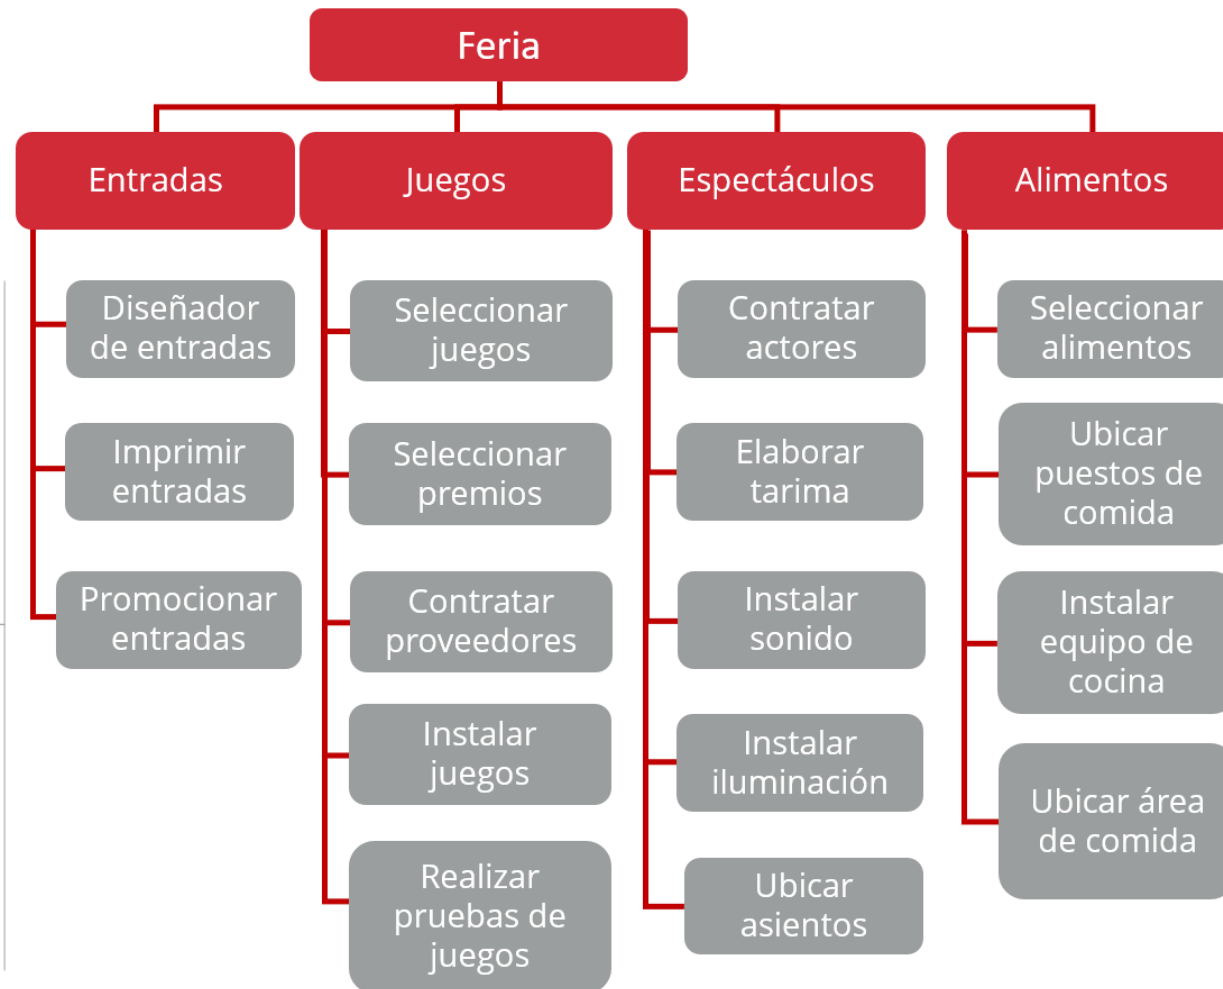 Feria
Entradas
Juegos
Espectáculos
Alimentos
Diseñador
de entradas
Imprimir
entradas
Promocionar
entradas
Seleccionar
juegos
Seleccionar
premios
Contratar
proveedores
Instalar
juegos
Realizar
pruebas de
juegos
Contratar
actores
Elaborar
tarima
Instalar
sonido
Instalar
iluminación
Ubicar
asientos
Seleccionar
alimentos
Ubicar
puestos de
comida
Instalar
equipo de
cocina
Ubicar área
de comida